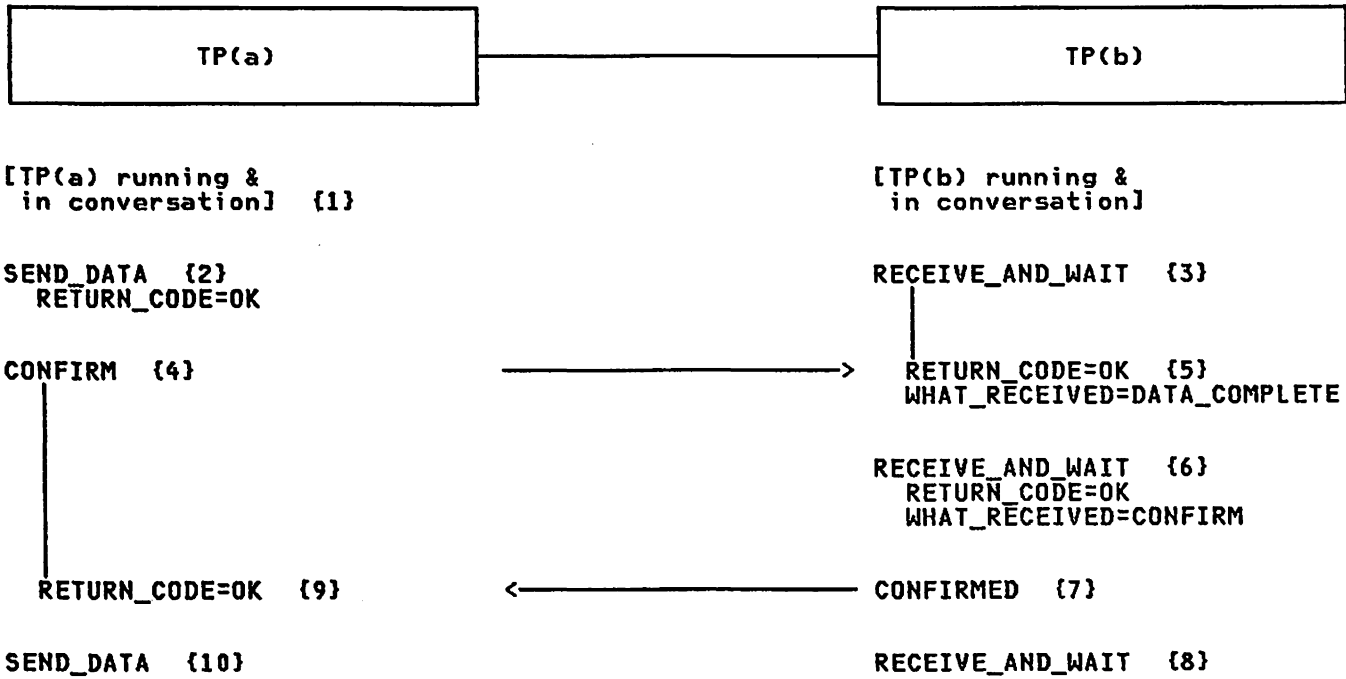 TP(a)
TP(b)
[TP(a) running &
in conversation] {1}
[TP(b) running &
in conversation]
SEND_DATA {2}
RETURN_CODE=OK
RECEIVE_AND_WAIT {3}
CONFIRM {4}
RETURN_CODE=OK {5}
WHAT_RECEIVED=DATA_COMPLETE
RECEIVE_AND_WAIT {6}
RETURN_CODE=OK
WHAT_RECEIVED=CONFIRM
RETURN_CODE=OK {9}
CONFIRMED {7}
SEND_DATA {10}
RECEIVE_AND_WAIT {8}